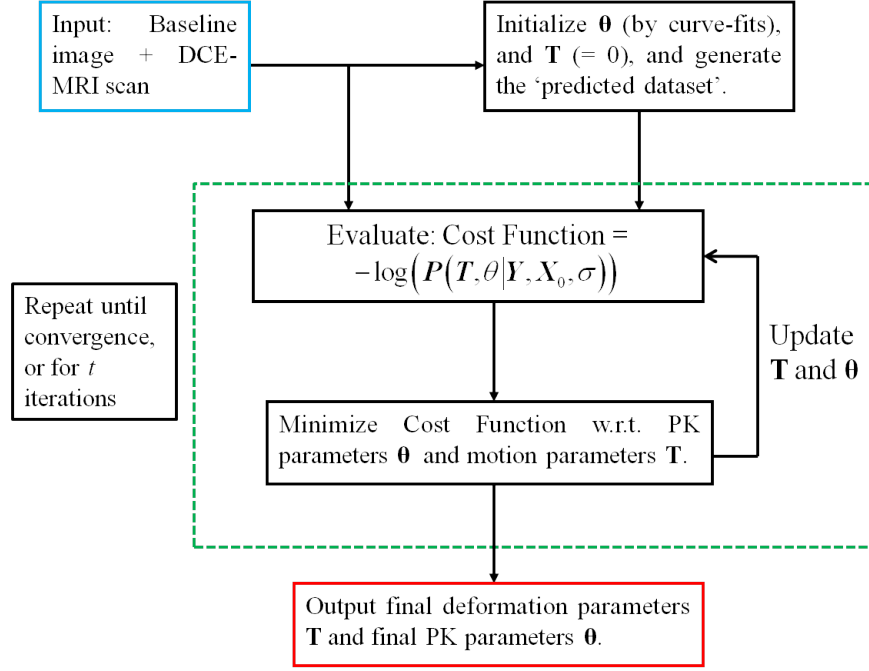 Input: Baseline
image + DCE-
MRI scan
Initialize θ (by curve-fits),
and T (= 0), and generate
the ‘predicted dataset’.
Evaluate: Cost Function =
−log(P(T,θ|Y,X₀,σ))
Repeat until
convergence,
or for t
iterations
Update
T and θ
Minimize Cost Function w.r.t. PK
parameters θ and motion parameters T.
Output final deformation parameters
T and final PK parameters θ.